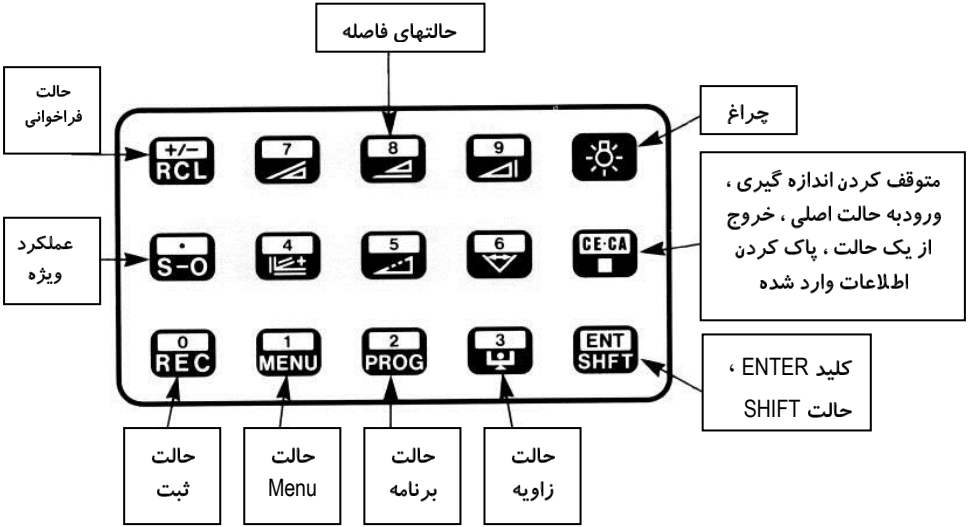 حالتهای فاصله
حالت
فراخوانی
چراغ
+/−
RCL
7
8
9
متوقف کردن اندازه گیری ،
ورودبه حالت اصلی ، خروج
از یک حالت ، پاک کردن
اطلاعات وارد شده
عملکرد
ویژه
.
S-O
4
5
6
CE·CA
0
REC
1
MENU
2
PROG
3
ENT
SHFT
کلید ENTER ،
حالت SHIFT
حالت
ثبت
حالت
Menu
حالت
برنامه
حالت
زاویه